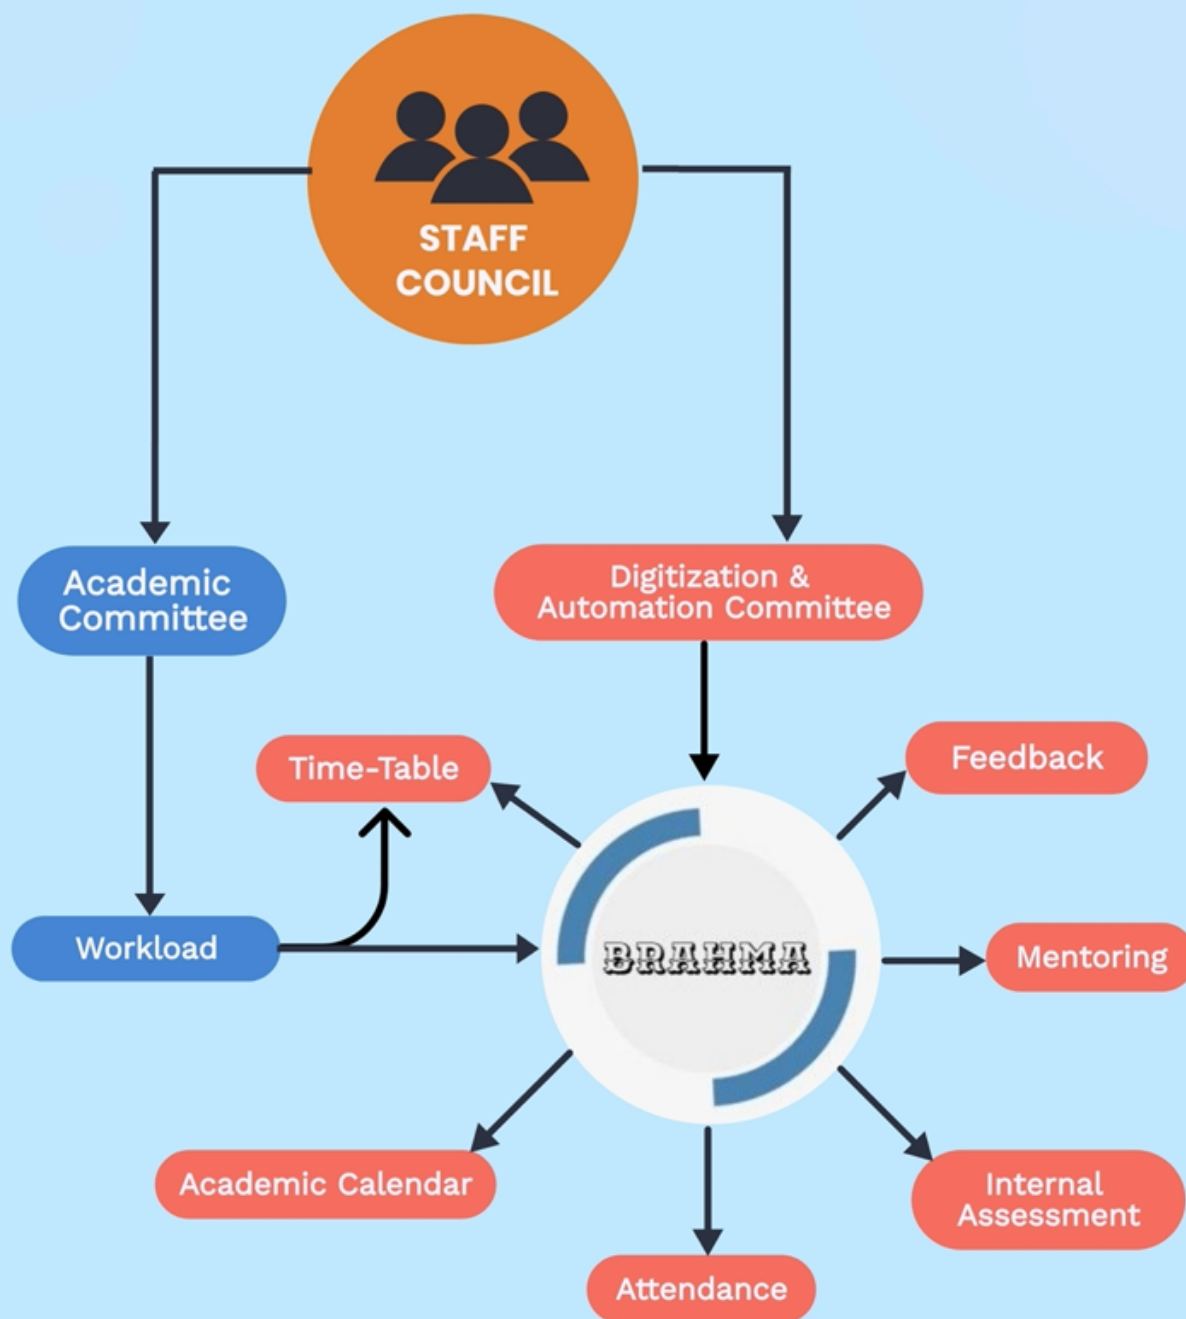 STAFF
COUNCIL
Academic
Committee
Digitization &
Automation Committee
Time-Table
Feedback
Workload
BRAHMA
Mentoring
Academic Calendar
Internal
Assessment
Attendance